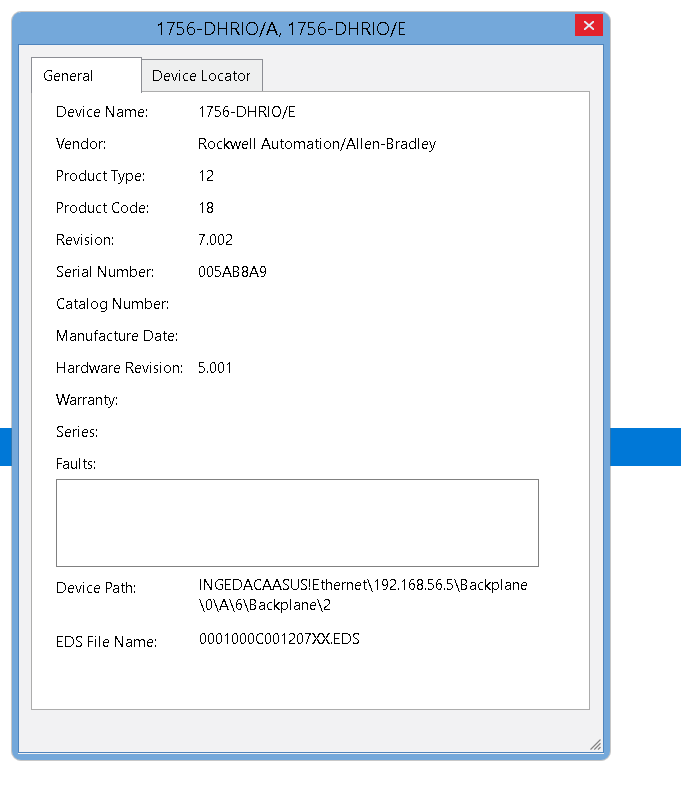 1756-DHRIO/A, 1756-DHRIO/E
General Device Locator
Device Name: 1756-DHRIO/E
Vendor: Rockwell Automation/Allen-Bradley
Product Type: 12
Product Code: 18
Revision: 7.002
Serial Number: 005AB8A9
Catalog Number:
Manufacture Date:
Hardware Revision: 5.001
Warranty:
Series:
Faults:
Device Path: INGEDACAASUS!Ethernet\192.168.56.5\Backplane
\0\A\6\Backplane\2
EDS File Name: 0001000C001207XX.EDS